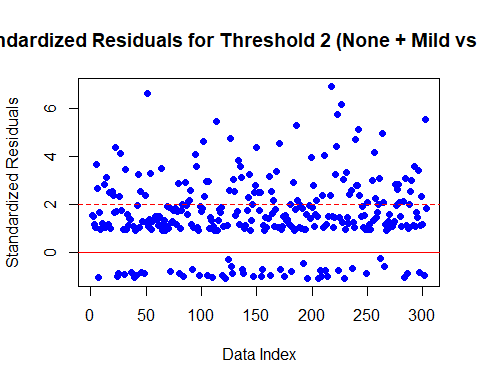 ndardized Residuals for Threshold 2 (None + Mild vs
Standardized Residuals
0 2 4 6
0 50 100 150 200 250 300
Data Index